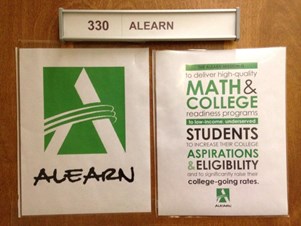 330 ALEARN
ALEARN
to deliver high-quality
MATH &
COLLEGE
readiness programs
to low-income, underserved
STUDENTS
TO INCREASE THEIR COLLEGE
ASPIRATIONS
& ELIGIBILITY
and to significantly raise their
college-going rates.
ALEARN